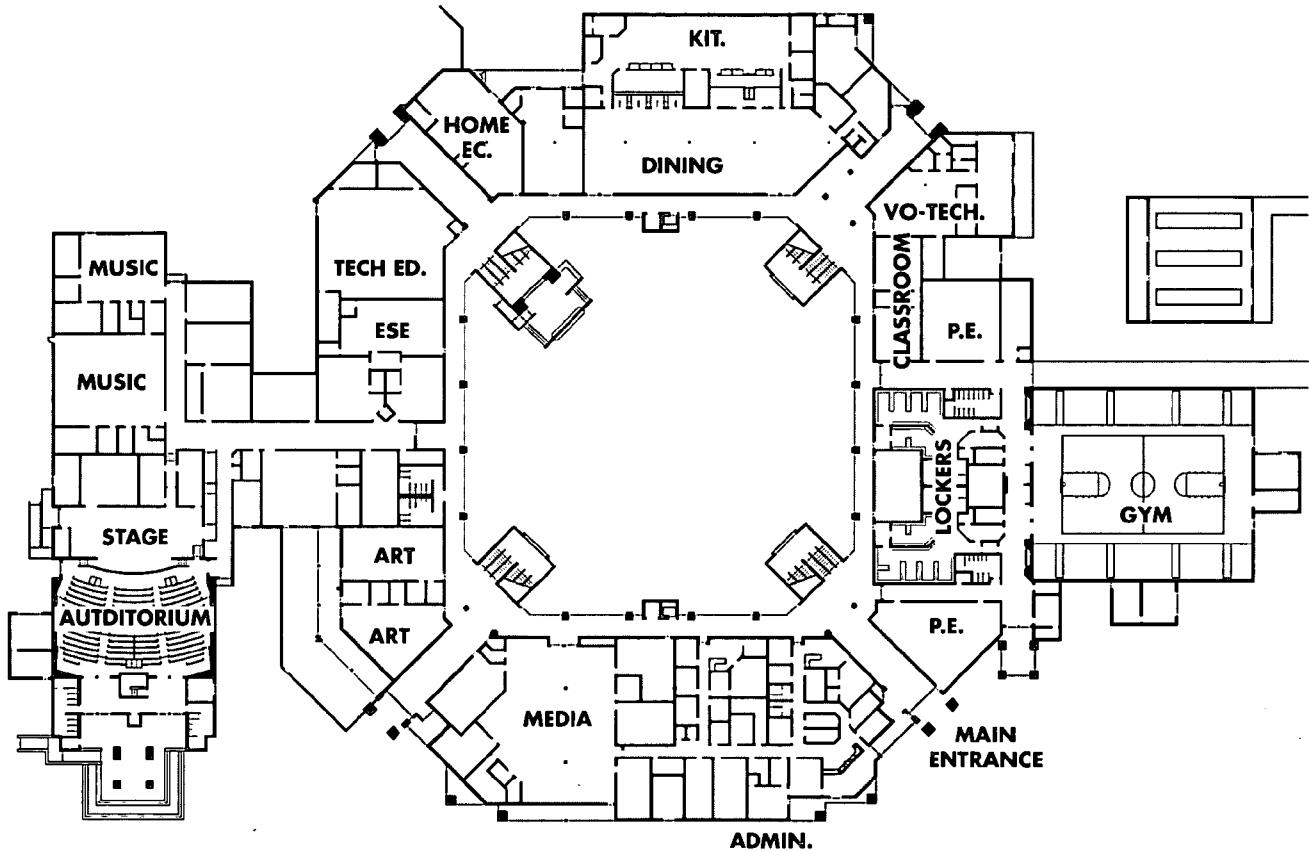 KIT.
HOME
EC.
DINING
VO-TECH.
MUSIC
TECH ED.
CLASSROOM
ESE
P.E.
MUSIC
LOCKERS
GYM
STAGE
ART
AUTDITORIUM
ART
P.E.
MEDIA
MAIN
ENTRANCE
ADMIN.